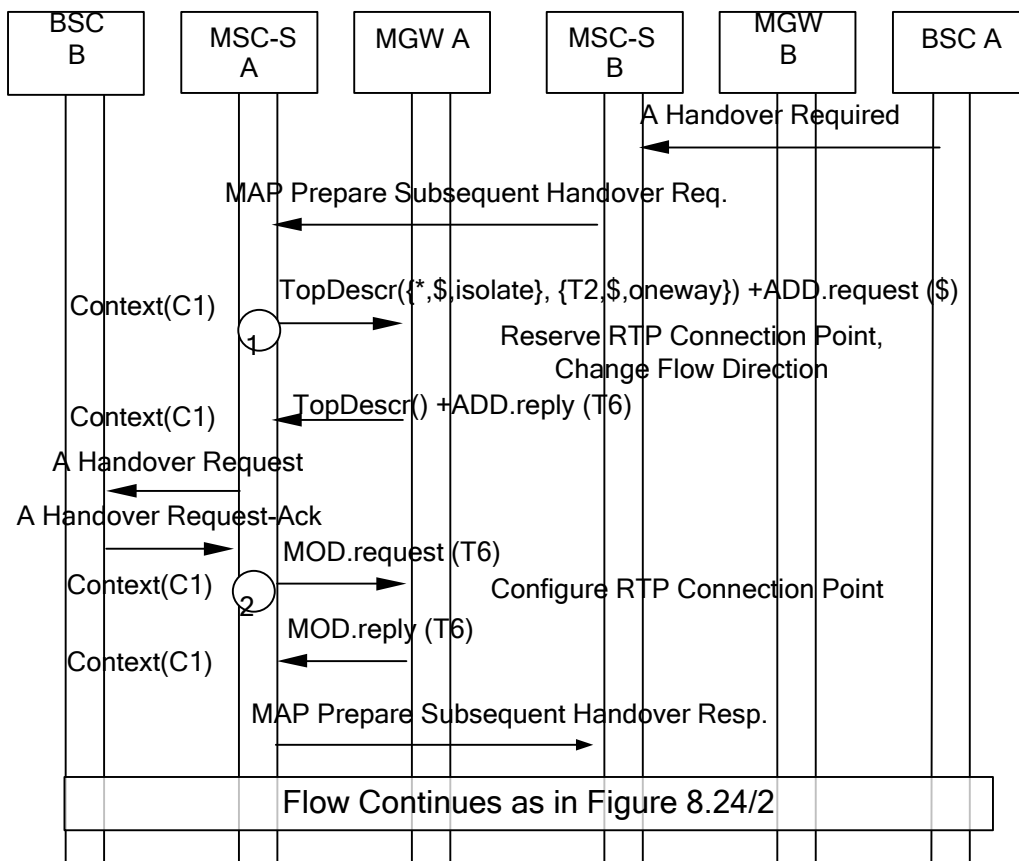 BSC
B
MSC-S
A
MGW A
MSC-S
B
MGW
B
BSC A
A Handover Required
MAP Prepare Subsequent Handover Req.
TopDescr({*,$,isolate}, {T2,$,oneway}) +ADD.request ($)
Context(C1)
1
Reserve RTP Connection Point,
Change Flow Direction
TopDescr() +ADD.reply (T6)
Context(C1)
A Handover Request
A Handover Request-Ack
MOD.request (T6)
Context(C1)
2
Configure RTP Connection Point
MOD.reply (T6)
Context(C1)
MAP Prepare Subsequent Handover Resp.
Flow Continues as in Figure 8.24/2